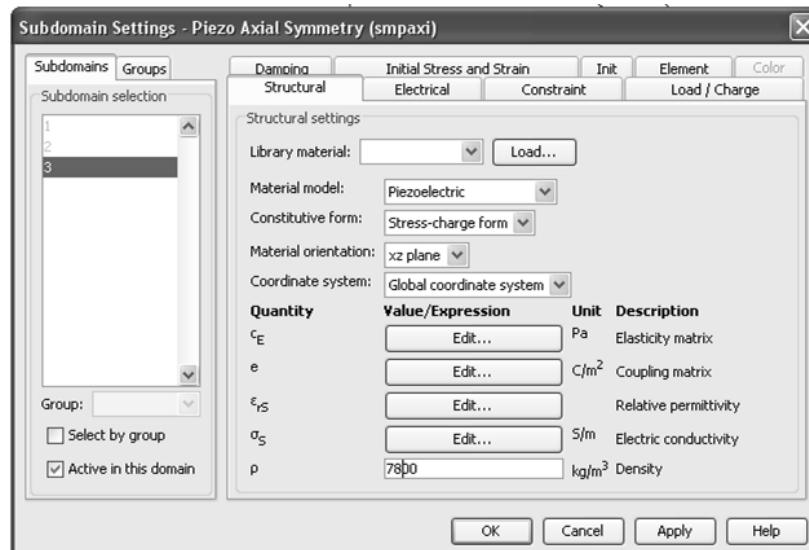 Subdomain Settings - Piezo Axial Symmetry (smpaxi)
Subdomains Groups
Subdomain selection
1
2
3
Group:
Select by group
Active in this domain
Damping Initial Stress and Strain Init Element Color
Structural Electrical Constraint Load / Charge
Structural settings
Library material: Load...
Material model: Piezoelectric
Constitutive form: Stress-charge form
Material orientation: xz plane
Coordinate system: Global coordinate system
Quantity Value/Expression Unit Description
cE Edit... Pa Elasticity matrix
e Edit... C/m² Coupling matrix
εrS Edit... Relative permittivity
σS Edit... S/m Electric conductivity
ρ 7800 kg/m³ Density
OK Cancel Apply Help